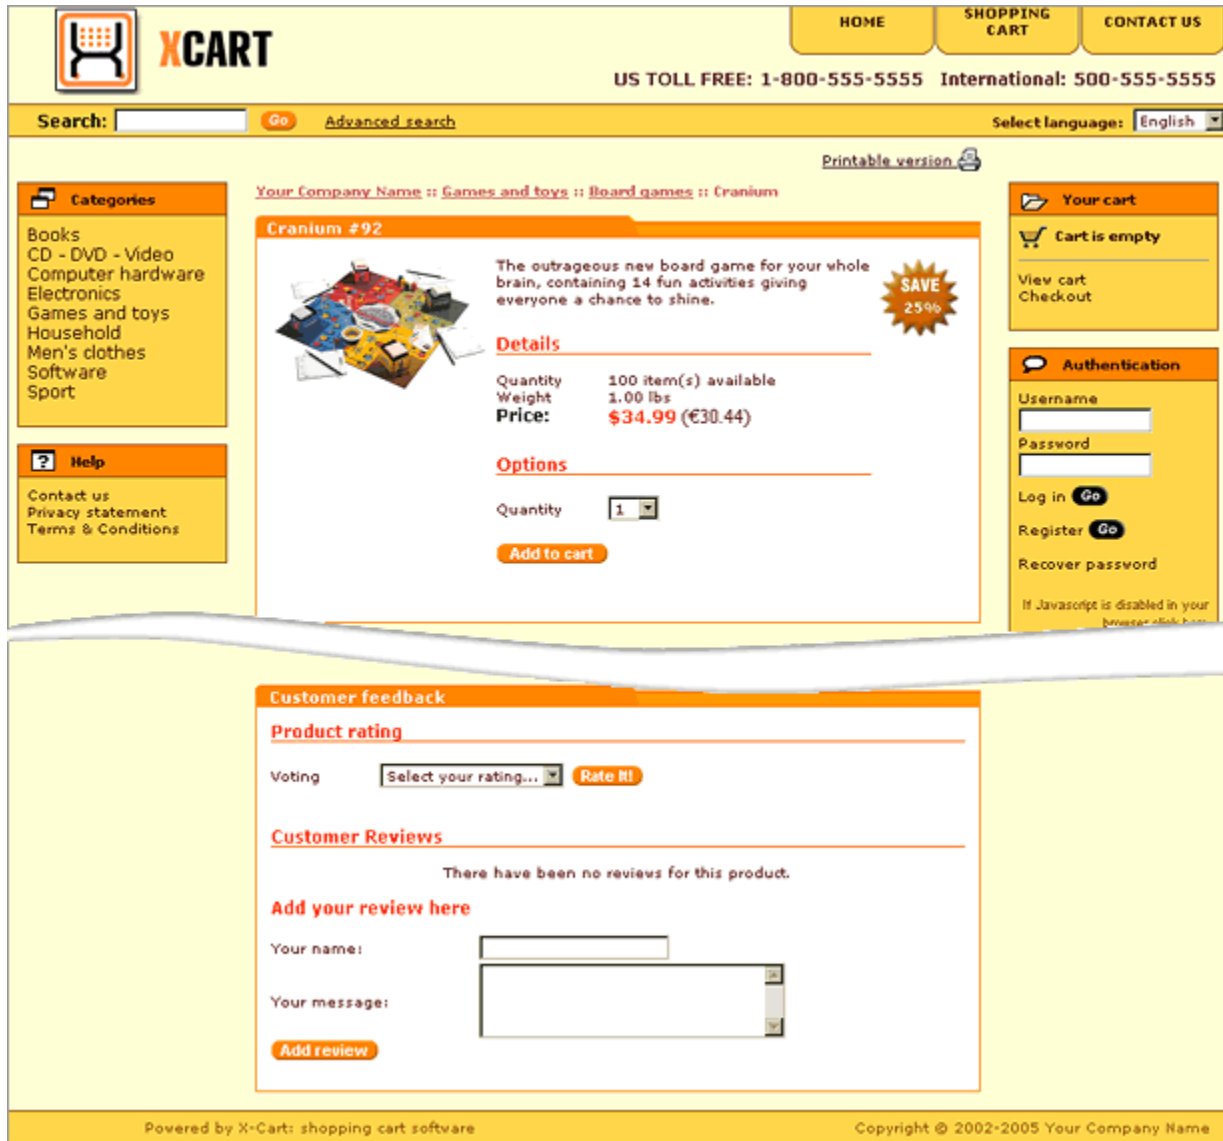 HOME
SHOPPING CART
CONTACT US
XCART
US TOLL FREE: 1-800-555-5555 International: 500-555-5555
Search:
Go
Advanced search
Select language:
English
Printable version
Categories
Books
CD - DVD - Video
Computer hardware
Electronics
Games and toys
Household
Men's clothes
Software
Sport
Help
Contact us
Privacy statement
Terms & Conditions
Your Company Name :: Games and toys :: Board games :: Cranium
Cranium #92
The outrageous new board game for your whole
brain, containing 14 fun activities giving
everyone a chance to shine.
SAVE
25%
Details
Quantity 100 item(s) available
Weight 1.00 lbs
Price: $34.99 (€30.44)
Options
Quantity 1
Add to cart
Your cart
Cart is empty
View cart
Checkout
Authentication
Username
Password
Log in Go
Register Go
Recover password
If Javascript is disabled in your
browser click here
Customer feedback
Product rating
Voting Select your rating... Rate It!
Customer Reviews
There have been no reviews for this product.
Add your review here
Your name:
Your message:
Add review
Powered by X-Cart: shopping cart software
Copyright © 2002-2005 Your Company Name